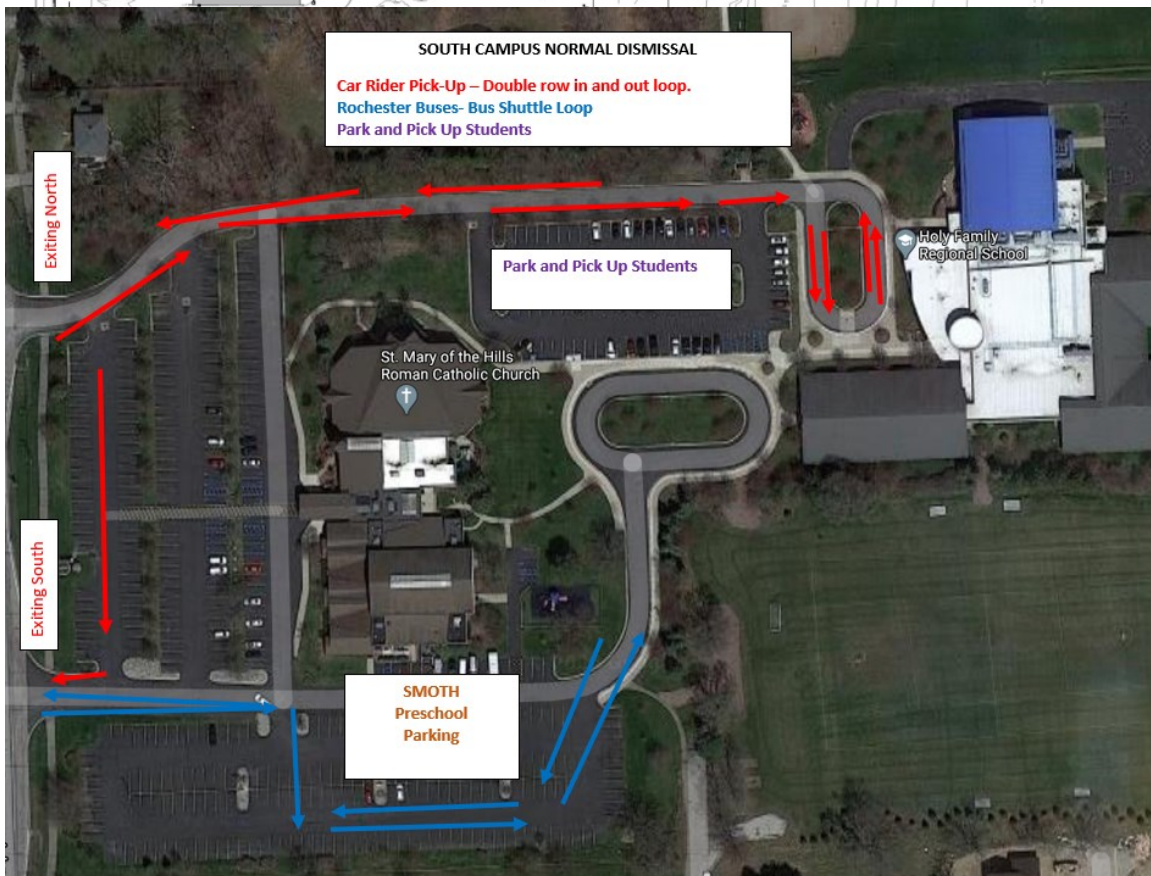 SOUTH CAMPUS NORMAL DISMISSAL
Car Rider Pick-Up – Double row in and out loop.
Rochester Buses- Bus Shuttle Loop
Park and Pick Up Students
Exiting North
Holy Family
Regional School
Park and Pick Up Students
St. Mary of the Hills
Roman Catholic Church
Exiting South
SMOTH
Preschool
Parking